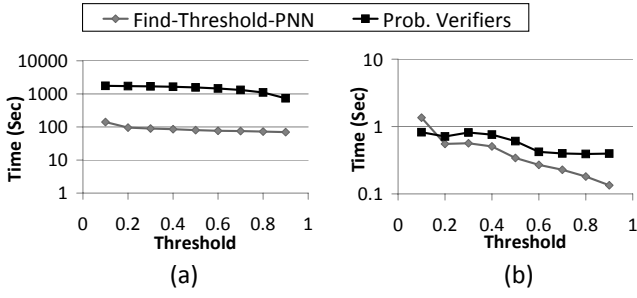 Find-Threshold-PNN Prob. Verifiers
10000
1000
100
10
1
Time (Sec)
0 0.2 0.4 0.6 0.8 1
Threshold
(a)
10
1
0.1
Time (Sec)
0 0.2 0.4 0.6 0.8 1
Threshold
(b)